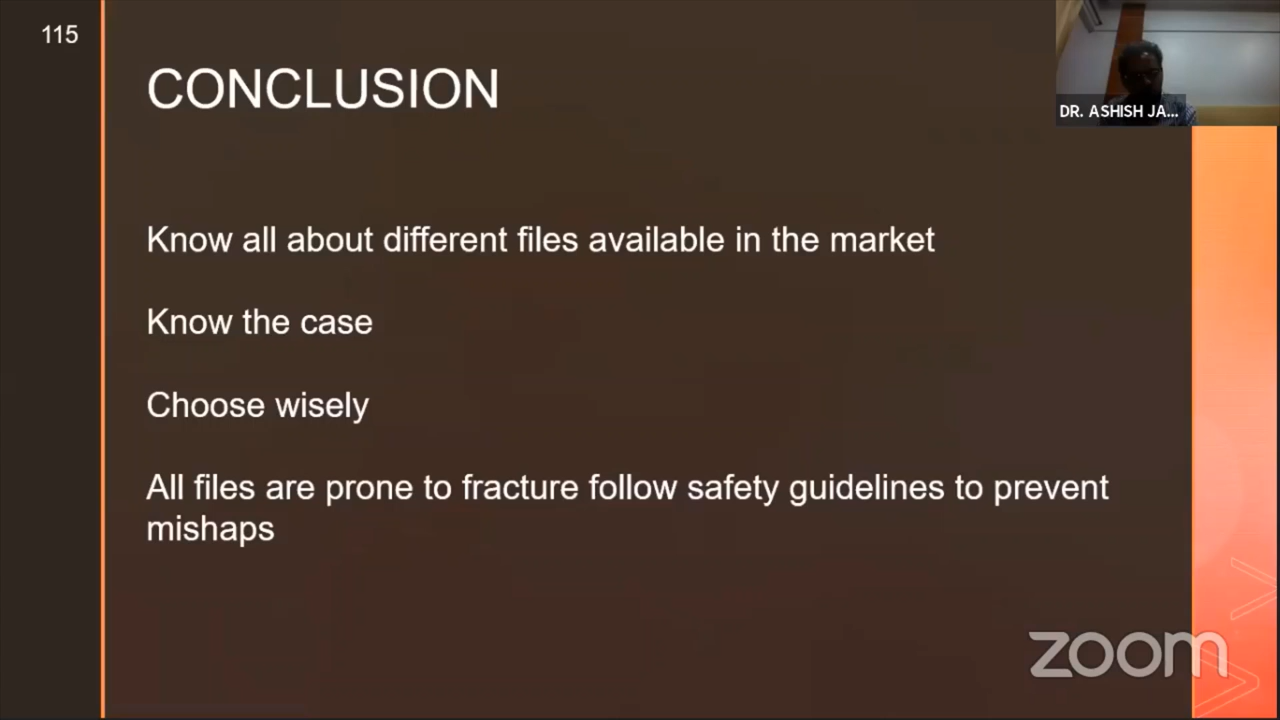 115
CONCLUSION
DR. ASHISH JA...
Know all about different files available in the market
Know the case
Choose wisely
All files are prone to fracture follow safety guidelines to prevent
mishaps
zoom